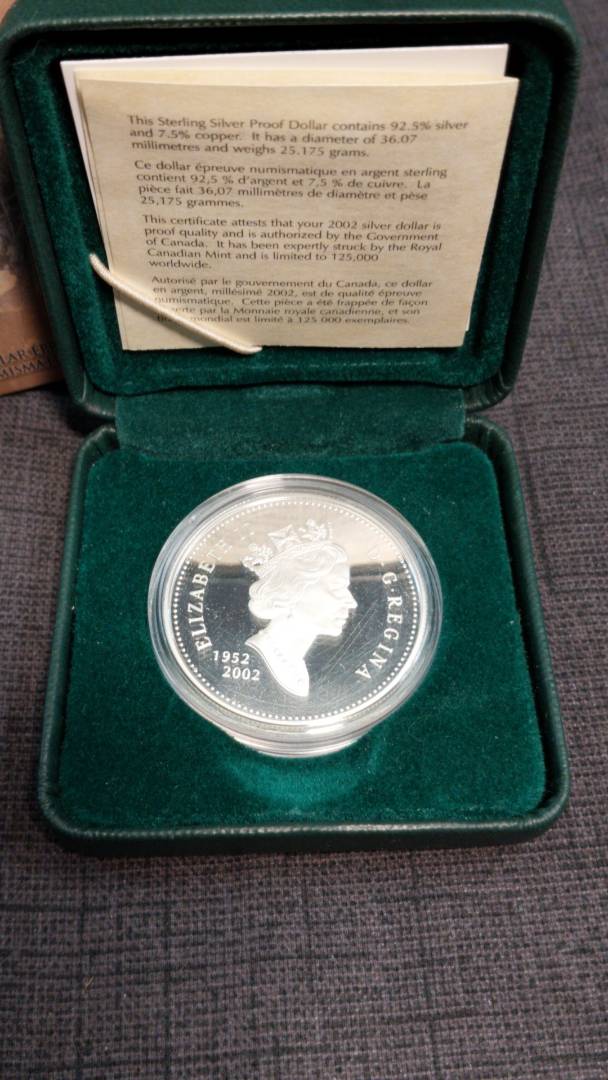 This Sterling Silver Proof Dollar contains 92.5% silver
and 7.5% copper. It has a diameter of 36.07
millimetres and weighs 25.175 grams.
Ce dollar épreuve numismatique en argent sterling
contient 92,5 % d'argent et 7,5 % de cuivre. La
pièce fait 36,07 millimètres de diamètre et pèse
25,175 grammes.
This certificate attests that your 2002 silver dollar is
proof quality and is authorized by the Government
of Canada. It has been expertly struck by the Royal
Canadian Mint and is limited to 125,000
worldwide.
Autorisé par le gouvernement du Canada, ce dollar
en argent, millésimé 2002, est de qualité épreuve
numismatique. Cette pièce a été frappée de façon
experte par la Monnaie royale canadienne, et son
mondial est limité à 125 000 exemplaires.
ELIZABETH II D·G·REGINA
1952
2002